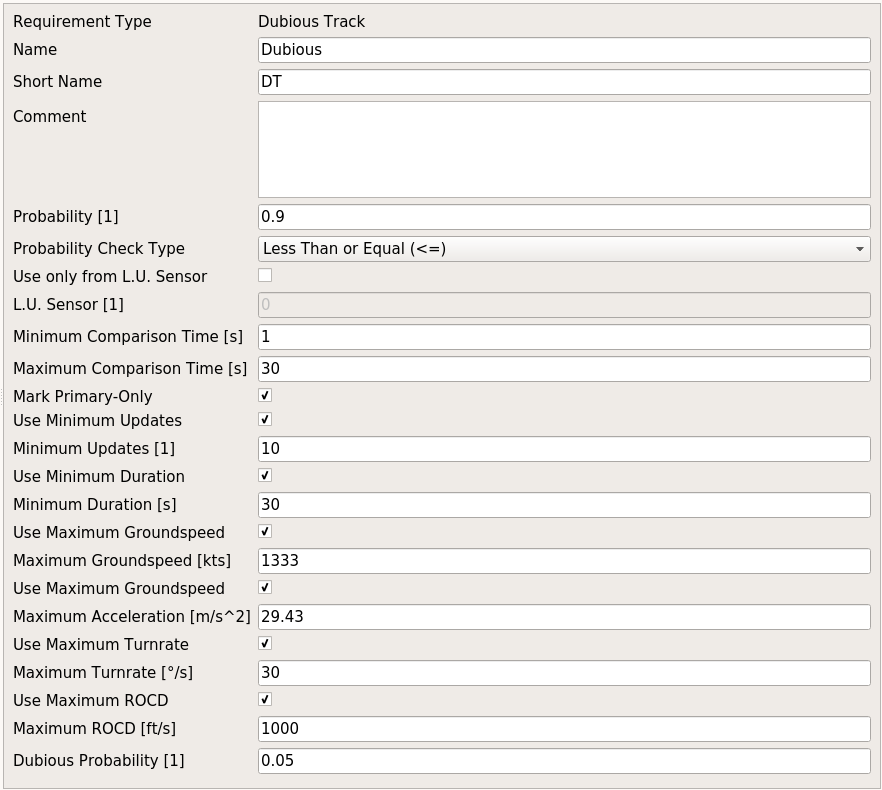 Requirement Type Dubious Track
Name Dubious
Short Name DT
Comment
Probability [1] 0.9
Probability Check Type Less Than or Equal (<=)
Use only from L.U. Sensor
L.U. Sensor [1] 0
Minimum Comparison Time [s] 1
Maximum Comparison Time [s] 30
Mark Primary-Only
Use Minimum Updates
Minimum Updates [1] 10
Use Minimum Duration
Minimum Duration [s] 30
Use Maximum Groundspeed
Maximum Groundspeed [kts] 1333
Use Maximum Groundspeed
Maximum Acceleration [m/s^2] 29.43
Use Maximum Turnrate
Maximum Turnrate [°/s] 30
Use Maximum ROCD
Maximum ROCD [ft/s] 1000
Dubious Probability [1] 0.05